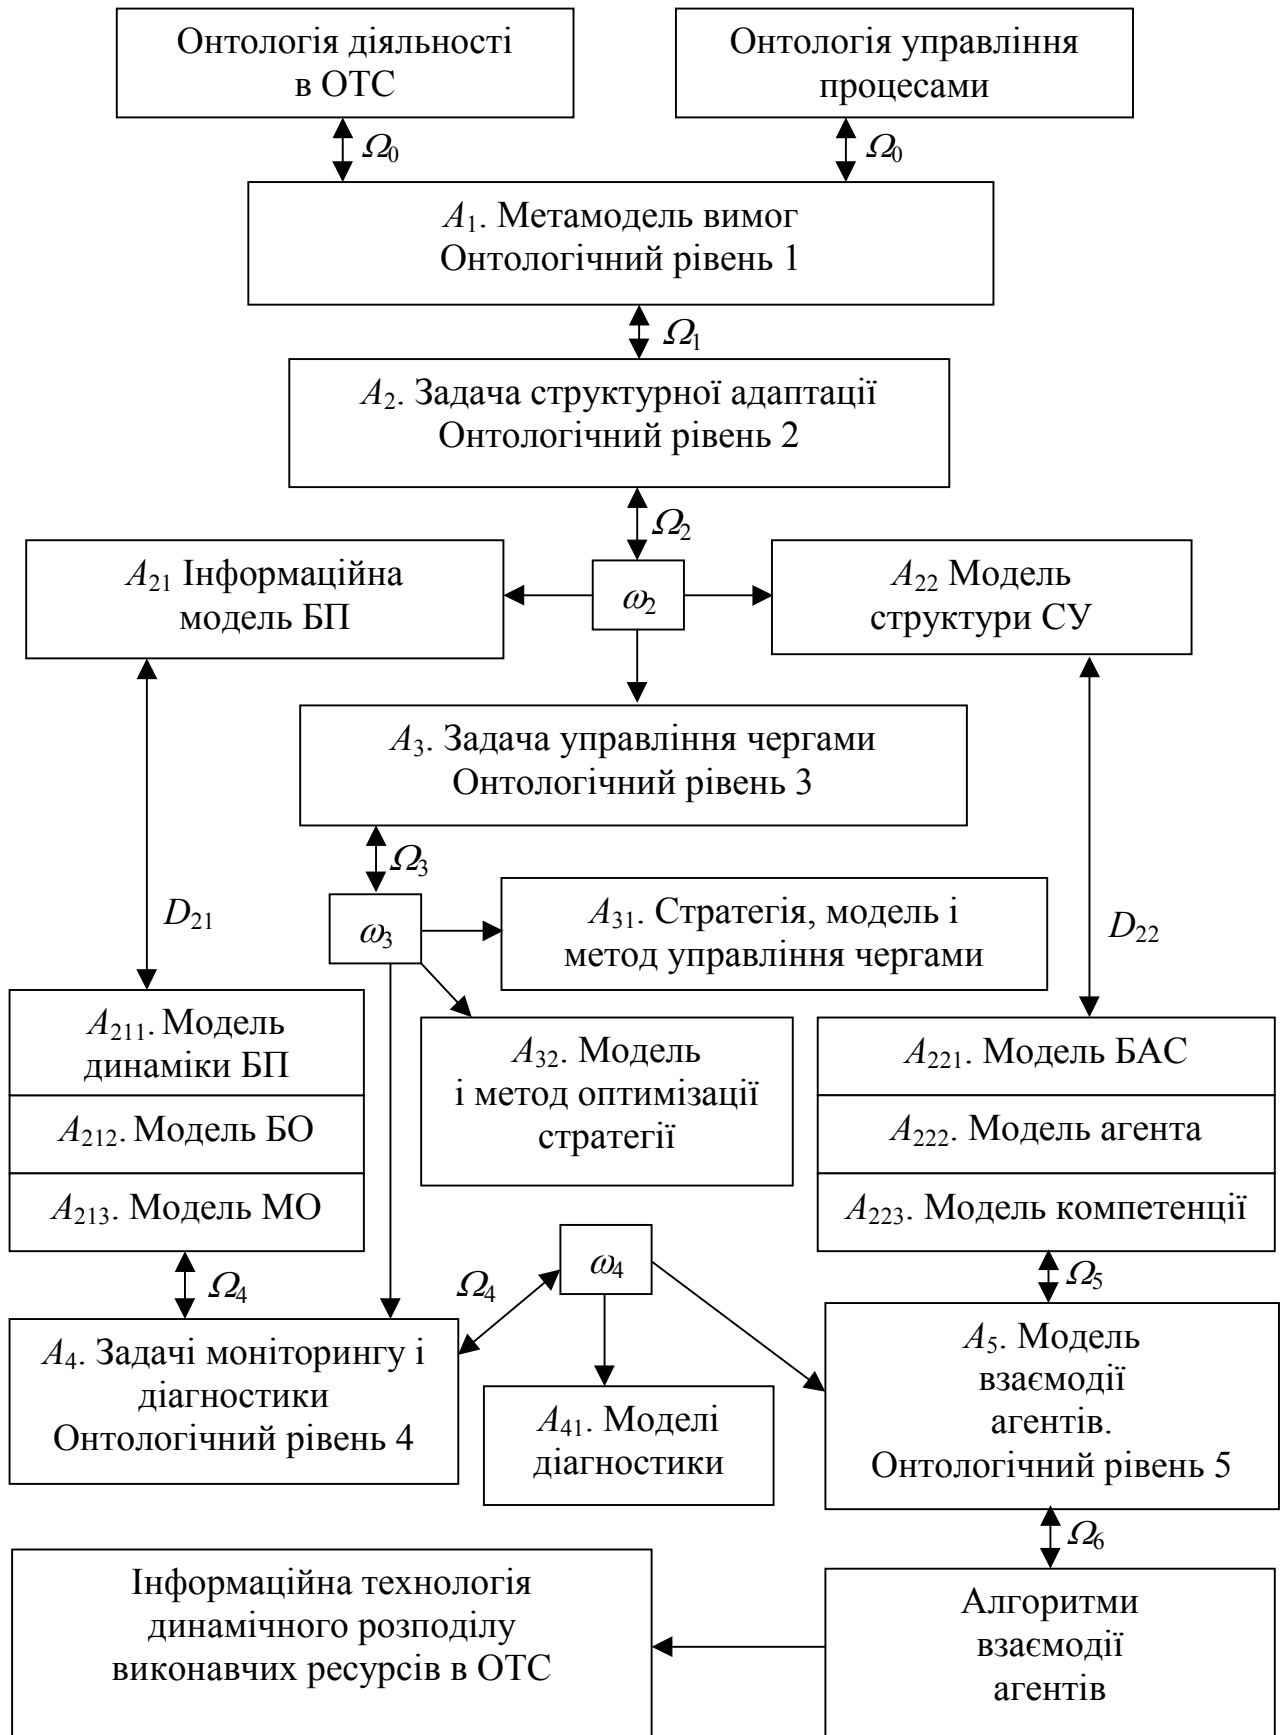 Онтологія діяльності
в ОТС
Онтологія управління
процесами
Ω0
Ω0
A1. Метамодель вимог
Онтологічний рівень 1
Ω1
A2. Задача структурної адаптації
Онтологічний рівень 2
Ω2
A21 Інформаційна
модель БП
ω2
A22 Модель
структури СУ
A3. Задача управління чергами
Онтологічний рівень 3
Ω3
D21
ω3
A31. Стратегія, модель і
метод управління чергами
D22
A211. Модель
динаміки БП
A212. Модель БО
A213. Модель МО
A32. Модель
і метод оптимізації
стратегії
A221. Модель БАС
A222. Модель агента
A223. Модель компетенції
Ω4
Ω4
ω4
Ω5
A4. Задачі моніторингу і
діагностики
Онтологічний рівень 4
A41. Моделі
діагностики
A5. Модель
взаємодії
агентів.
Онтологічний рівень 5
Ω6
Інформаційна технологія
динамічного розподілу
виконавчих ресурсів в ОТС
Алгоритми
взаємодії
агентів